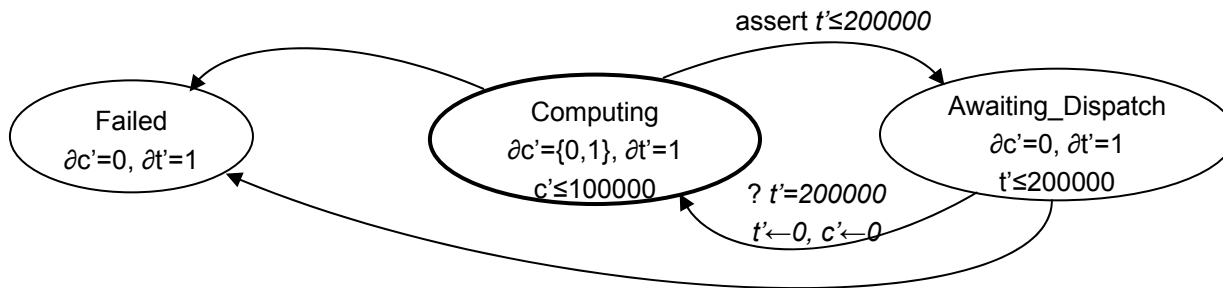 assert t’≤200000
Failed
∂c’=0, ∂t’=1
Computing
∂c’={0,1}, ∂t’=1
c’≤100000
Awaiting_Dispatch
∂c’=0, ∂t’=1
t’≤200000
? t’=200000
t’←0, c’←0